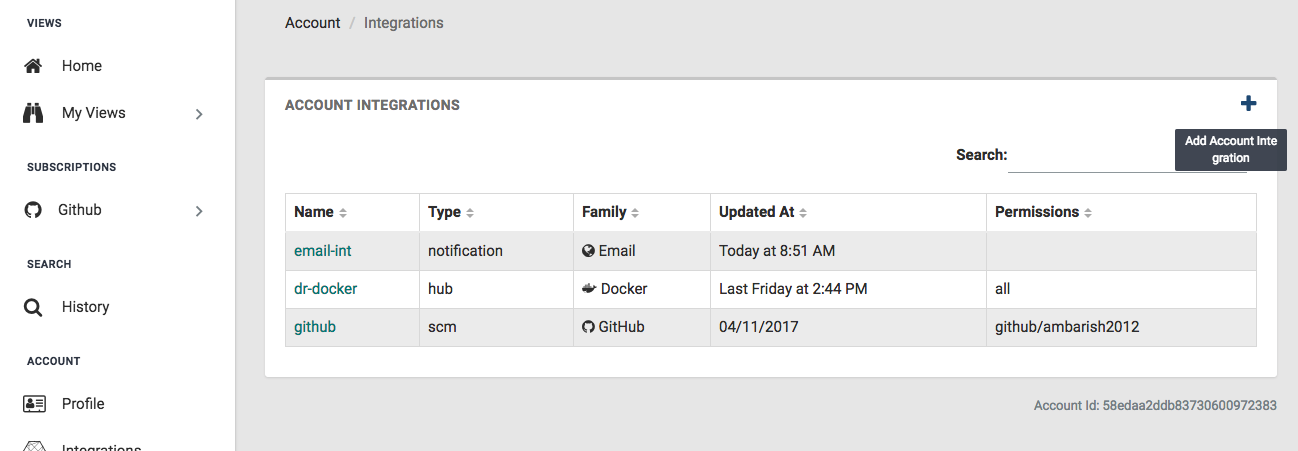 VIEWS
Home
My Views
SUBSCRIPTIONS
Github
SEARCH
History
ACCOUNT
Profile
Integrations
Account / Integrations
ACCOUNT INTEGRATIONS
Add Account Inte
gration
Search:
Name Type Family Updated At Permissions
email-int notification Email Today at 8:51 AM
dr-docker hub Docker Last Friday at 2:44 PM all
github scm GitHub 04/11/2017 github/ambarish2012
Account Id: 58edaa2ddb83730600972383